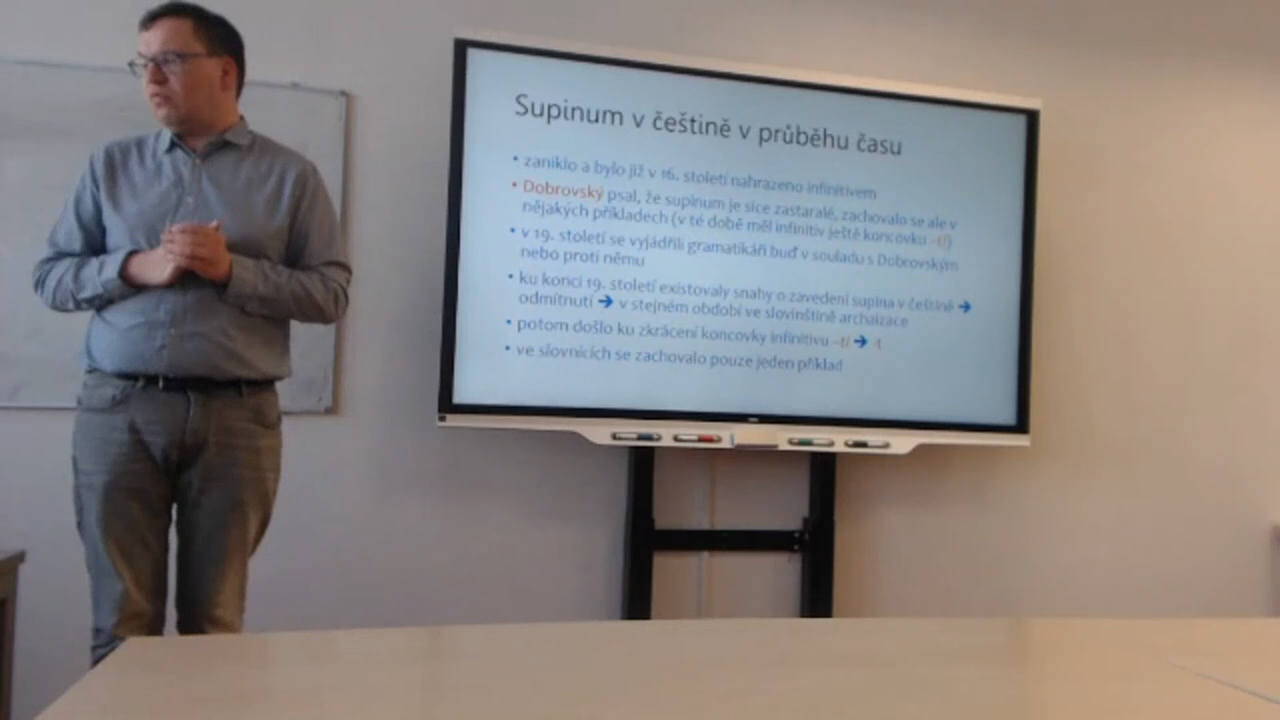 Supinum v češtině v průběhu času
• zaniklo a bylo již v 16. století nahrazeno infinitivem
• Dobrovský psal, že supinum je sice zastaralé, zachovalo se ale v
nějakých příkladech (v té době měl infinitiv ještě koncovku –ti)
• v 19. století se vyjádřili gramatikáři buď v souladu s Dobrovským
nebo proti němu
• ku konci 19. století existovaly snahy o zavedení supina v češtině →
odmítnutí → v stejném období ve slovinštině archaizace
• potom došlo ku zkrácení koncovky infinitivu –ti → -t
• ve slovnících se zachovalo pouze jeden příklad